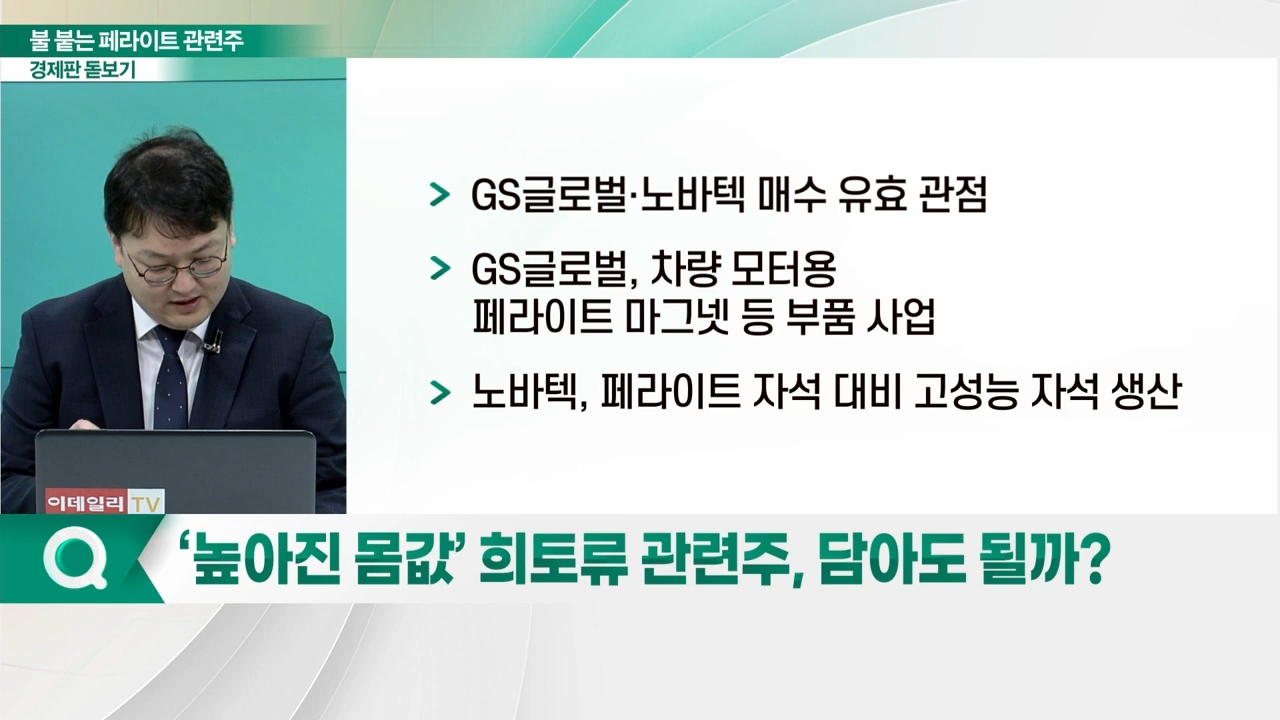 불 붙는 페라이트 관련주
경제판 돋보기
> GS글로벌·노바텍 매수 유효 관점
> GS글로벌, 차량 모터용
페라이트 마그넷 등 부품 사업
> 노바텍, 페라이트 자석 대비 고성능 자석 생산
이데일리TV
Q ‘높아진 몸값’ 희토류 관련주, 담아도 될까?